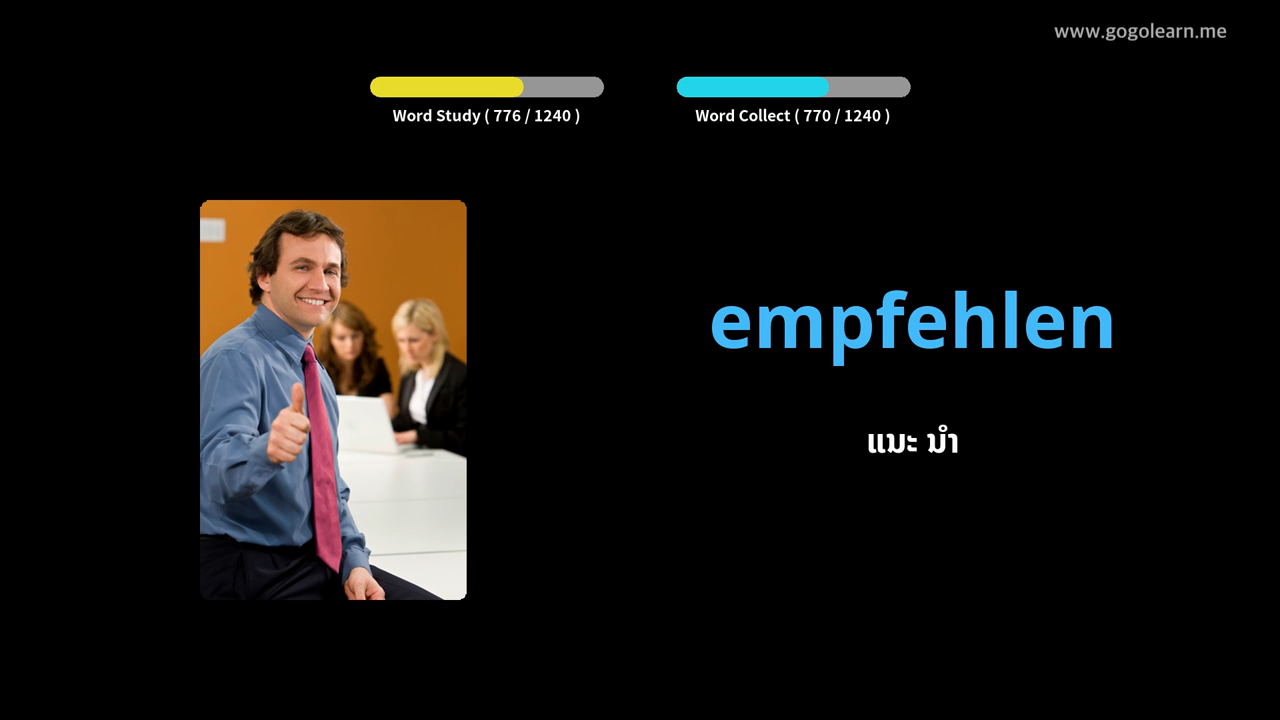 www.gogolearn.me
Word Study ( 776 / 1240 )
Word Collect ( 770 / 1240 )
empfehlen
ແນະ ນຳ